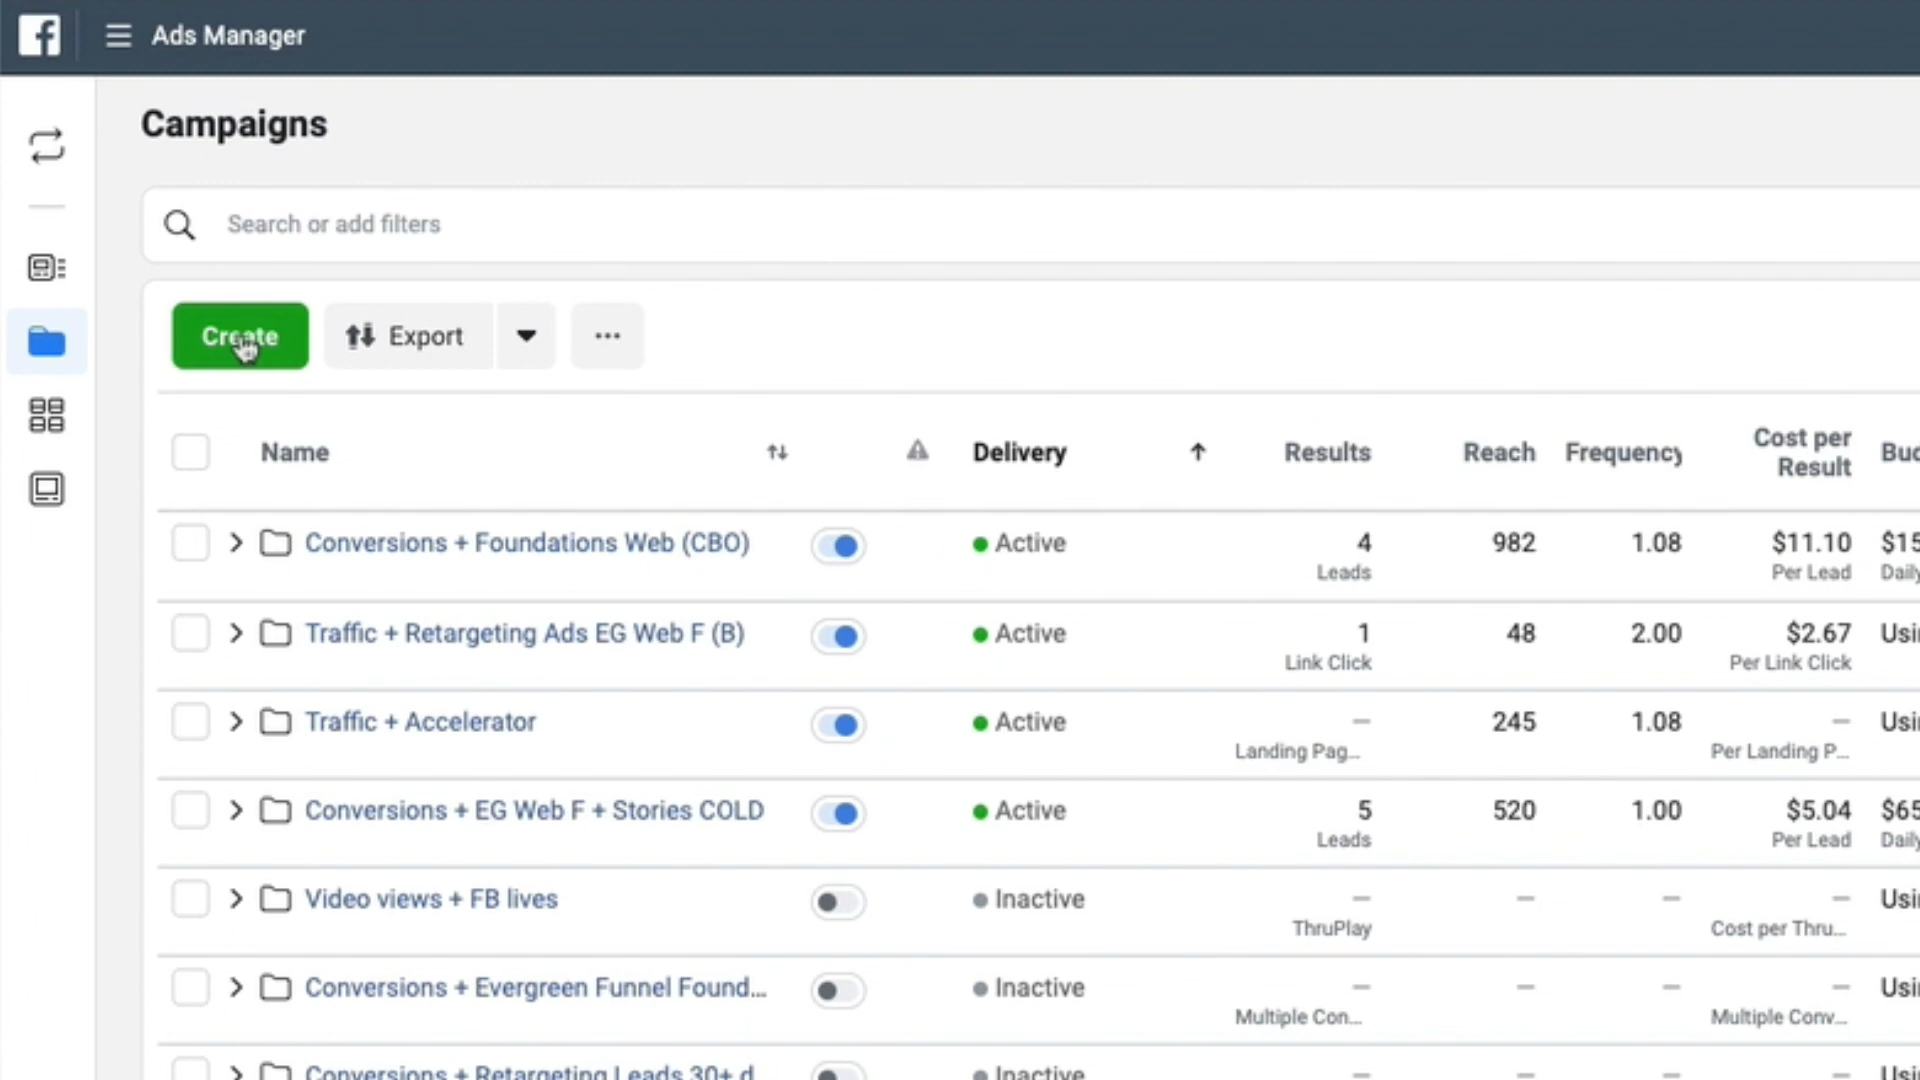 Ads Manager
Campaigns
Search or add filters
Create
Export
...
Name
Delivery
Results
Reach
Frequency
Cost per
Result
Buc
Conversions + Foundations Web (CBO)
Active
4
982
1.08
$11.10
$15
Leads
Per Lead
Daily
Traffic + Retargeting Ads EG Web F (B)
Active
1
48
2.00
$2.67
Usi
Link Click
Per Link Click
Traffic + Accelerator
Active
—
245
1.08
—
Usi
Landing Pag...
Per Landing P...
Conversions + EG Web F + Stories COLD
Active
5
520
1.00
$5.04
$65
Leads
Per Lead
Daily
Video views + FB lives
Inactive
—
—
—
—
Usi
ThruPlay
Cost per Thru...
Conversions + Evergreen Funnel Found...
Inactive
—
—
—
—
Usi
Multiple Con...
Multiple Conv...
Conversions + Retargeting Leads 30+ d
Inactive
—
—
—
—
Usi